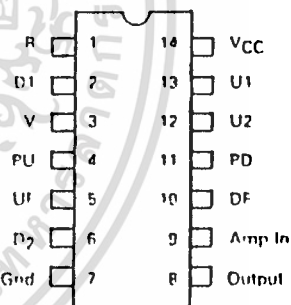 R 1 14 VCC
D1 2 13 U1
V 3 12 U2
PU 4 11 PD
UF 5 10 DF
D2 6 9 Amp In
Gnd 7 8 Output